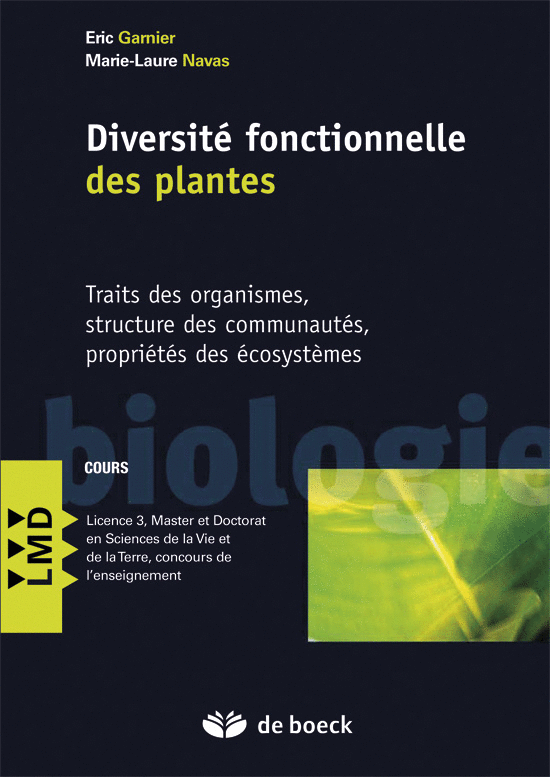 Eric Garnier
Marie-Laure Navas
Diversité fonctionnelle
des plantes
Traits des organismes,
structure des communautés,
propriétés des écosystèmes
biologie
COURS
LMD
Licence 3, Master et Doctorat
en Sciences de la Vie et
de la Terre, concours de
l'enseignement
de boeck